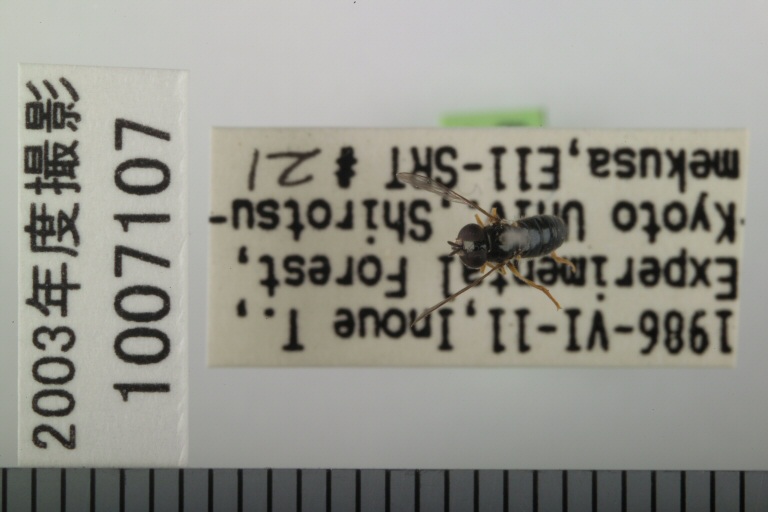 2003年度撮影
1007107
1986-VI-11, Inoue T.,
Experimental Forest,
Kyoto Univ., Shirotsu-
mekusa, E11-SRT # 21